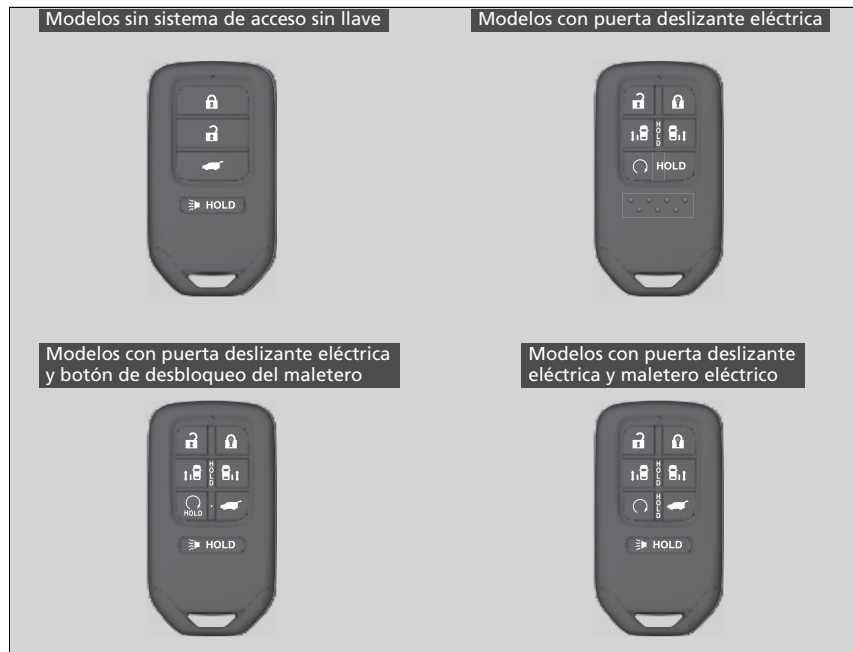 Modelos sin sistema de acceso sin llave
Modelos con puerta deslizante eléctrica
HOLD
HOLD
HOLD
Modelos con puerta deslizante eléctrica
y botón de desbloqueo del maletero
Modelos con puerta deslizante
eléctrica y maletero eléctrico
HOLD
HOLD
HOLD
HOLD
HOLD
HOLD